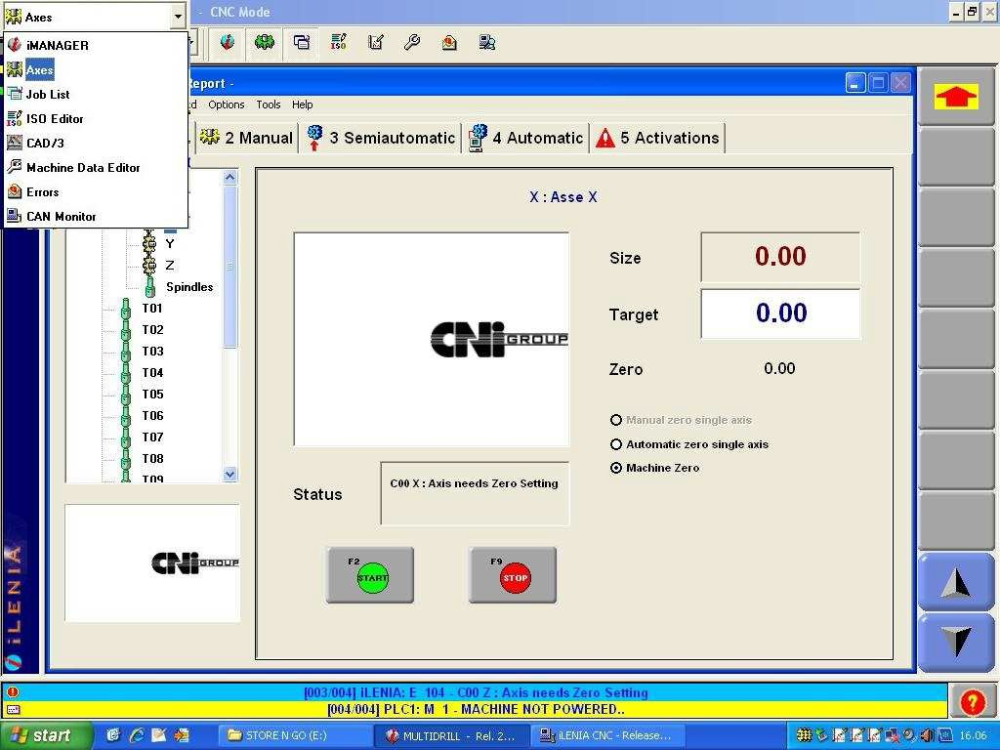 Axes
- CNC Mode
iMANAGER
Axes
Job List
ISO Editor
CAD/3
Machine Data Editor
Errors
CAN Monitor
ISO
Report -
d Options Tools Help
2 Manual
3 Semiautomatic
4 Automatic
5 Activations
Y
Z
Spindles
T01
T02
T03
T04
T05
T06
T07
T08
T09
X : Asse X
CNi GROUP
Size 0.00
Target 0.00
Zero 0.00
Manual zero single axis
Automatic zero single axis
Machine Zero
Status
C00 X : Axis needs Zero Setting
F2
START
F9
STOP
CNi GROUP
iLENIA
[003/004] iLENIA: E 104 - C00 Z : Axis needs Zero Setting
[004/004] PLC1: M 1 - MACHINE NOT POWERED..
start
STORE N GO (E:)
MULTIDRILL - Rel. 2...
iLENIA CNC - Release...
16.06